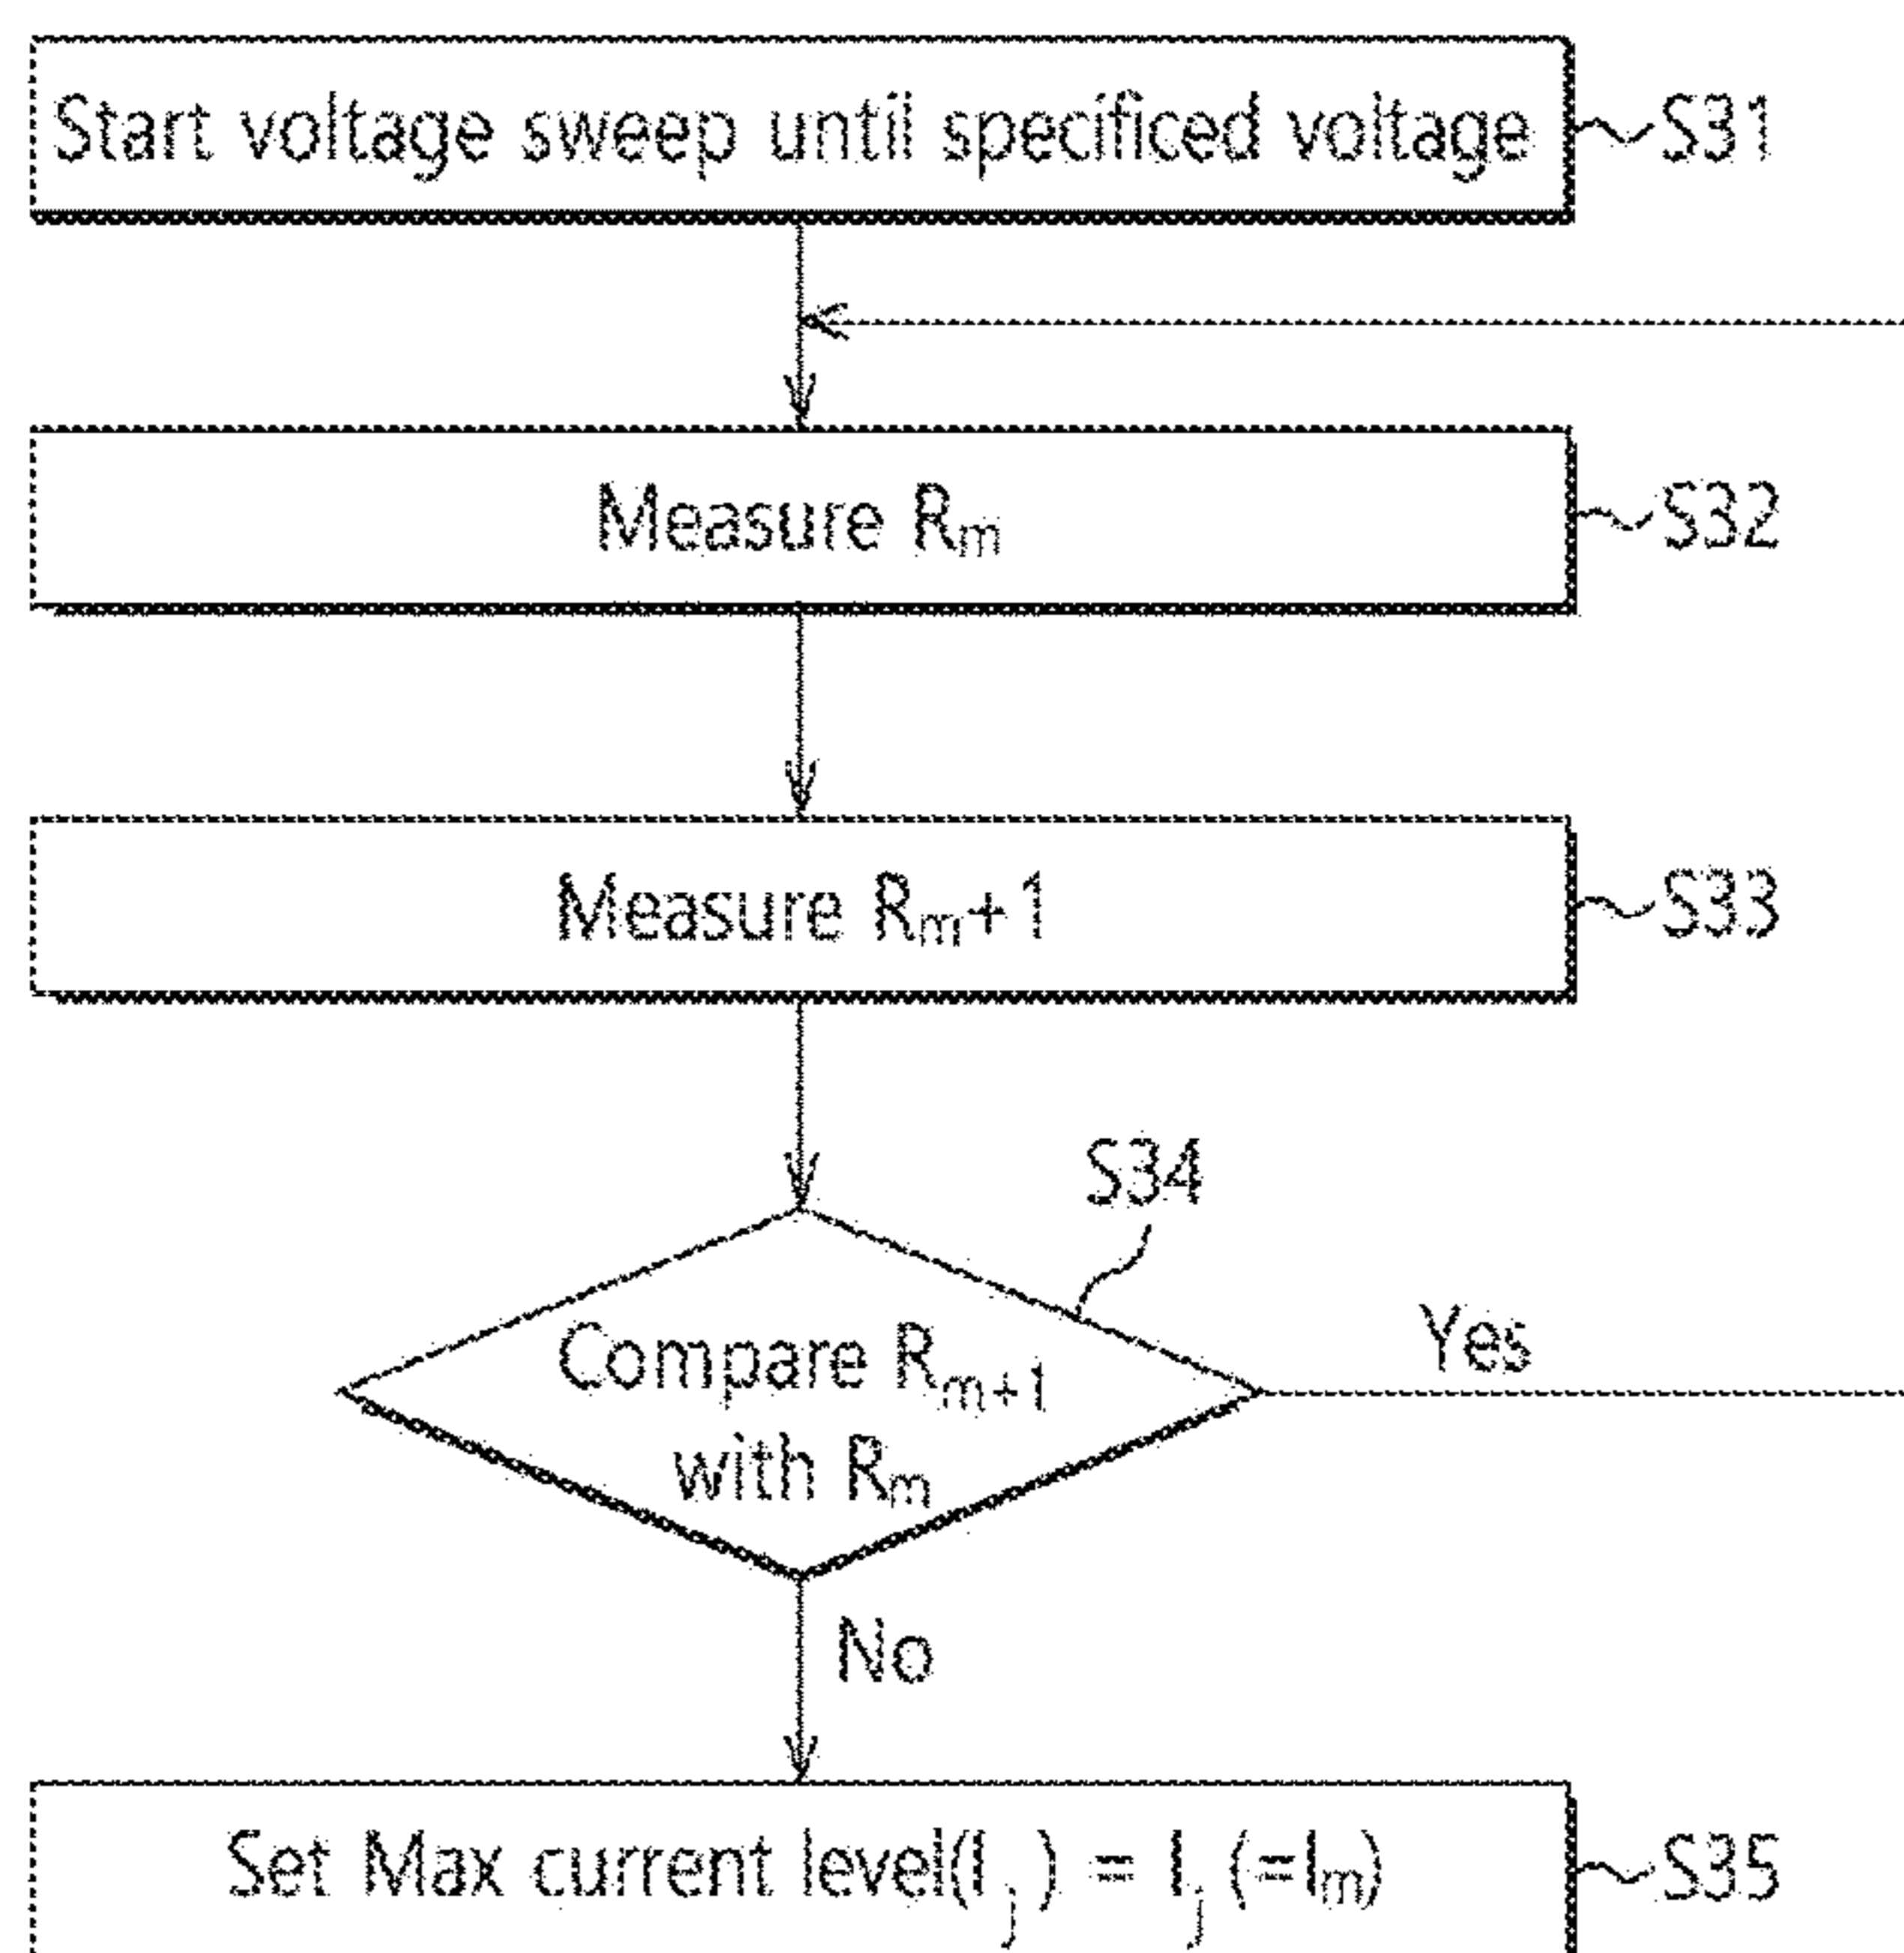 Start voltage sweep until specificed voltage
S31
Measure Rm
S32
Measure Rm+1
S33
S34
Compare Rm+1
with Rm
Yes
No
Set Max current level(Ij) = Ij(=Im)
S35